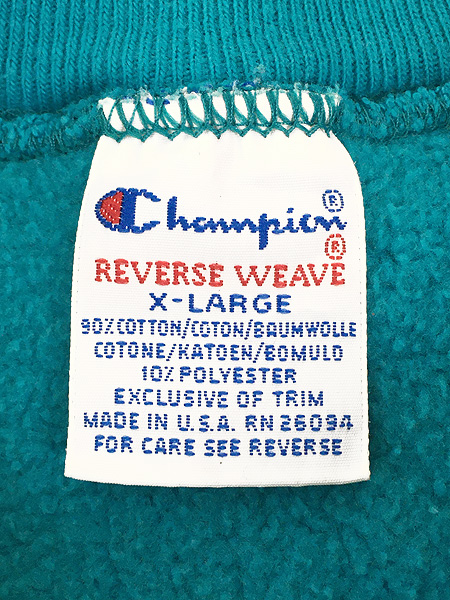 Champion®
®
REVERSE WEAVE
X-LARGE
90% COTTON/COTON/BAUMWOLLE
COTONE/KATOEN/BOMULD
10% POLYESTER
EXCLUSIVE OF TRIM
MADE IN U.S.A. RN 26094
FOR CARE SEE REVERSE